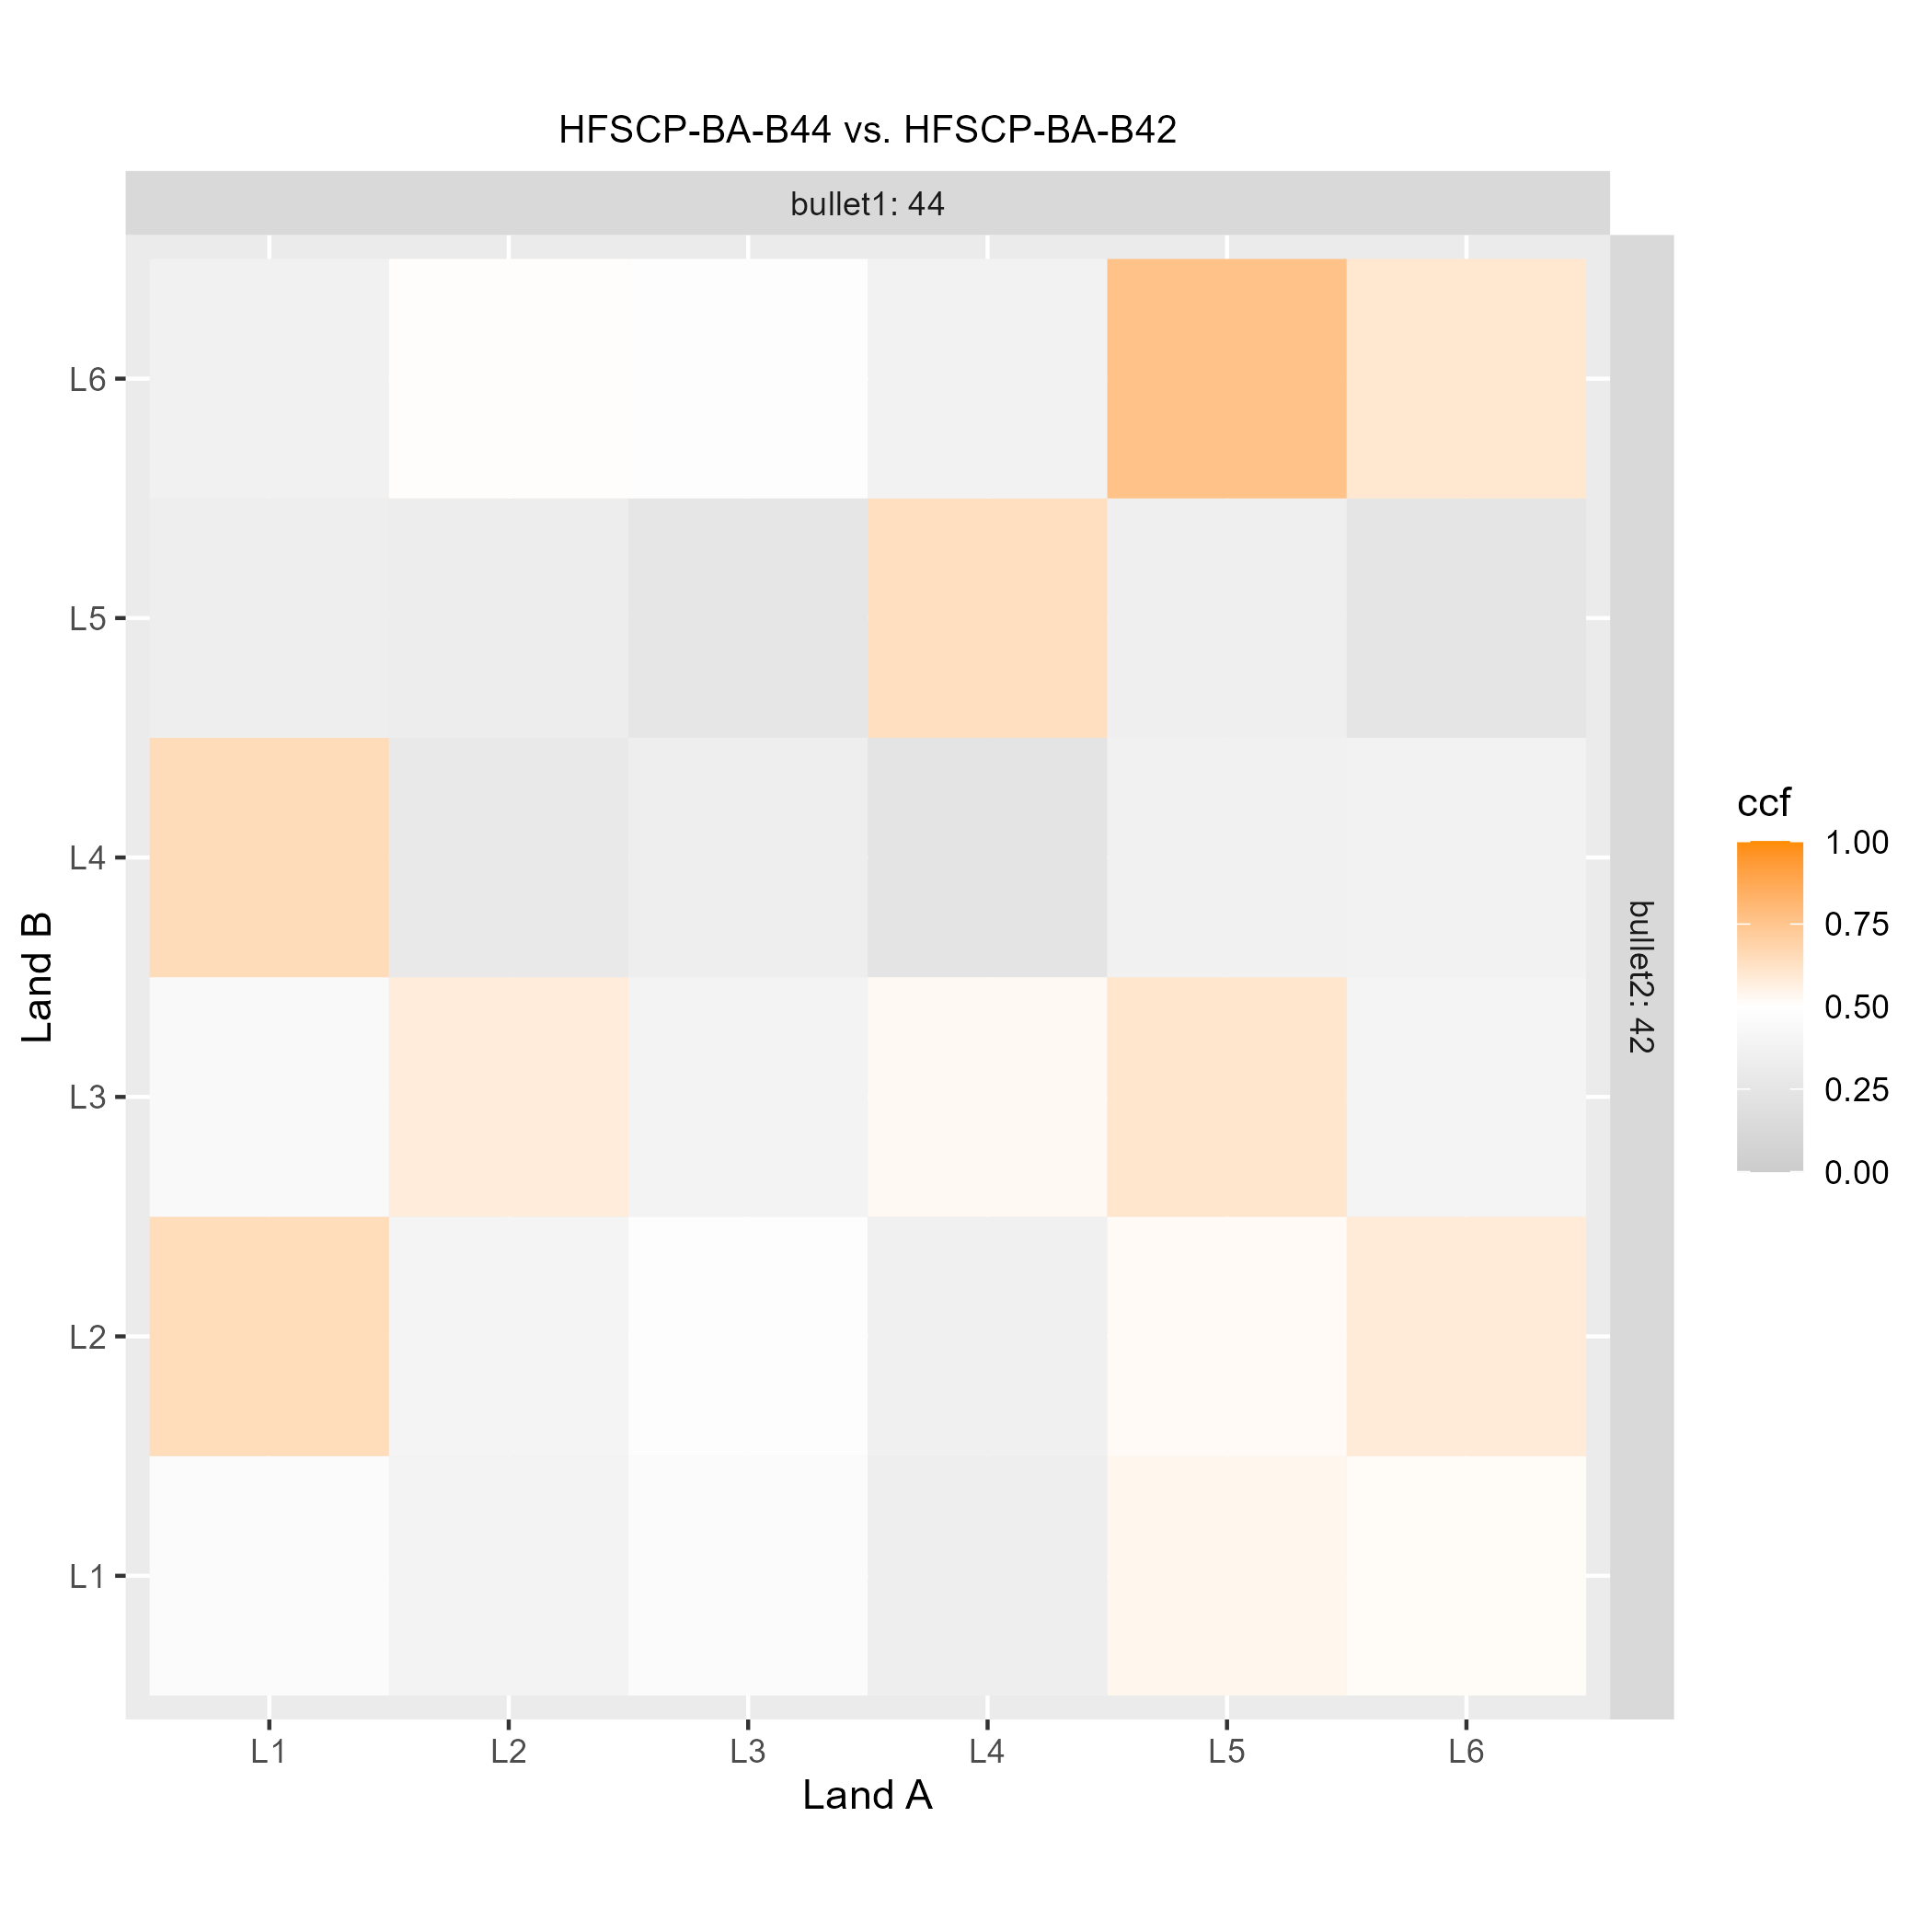 HFSCP-BA-B44 vs. HFSCP-BA-B42
bullet1: 44
L6
L5
L4
L3
L2
L1
Land B
bullet2: 42
L1 L2 L3 L4 L5 L6
Land A
ccf
1.00
0.75
0.50
0.25
0.00